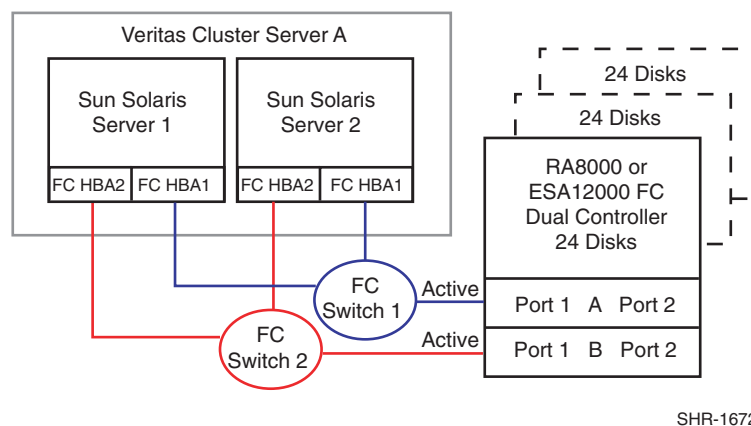 Veritas Cluster Server A
Sun Solaris
Server 1
Sun Solaris
Server 2
FC HBA2
FC HBA1
FC HBA2
FC HBA1
24 Disks
24 Disks
RA8000 or
ESA12000 FC
Dual Controller
24 Disks
FC
Switch 1
Active
Port 1 A Port 2
FC
Switch 2
Active
Port 1 B Port 2
SHR-1672